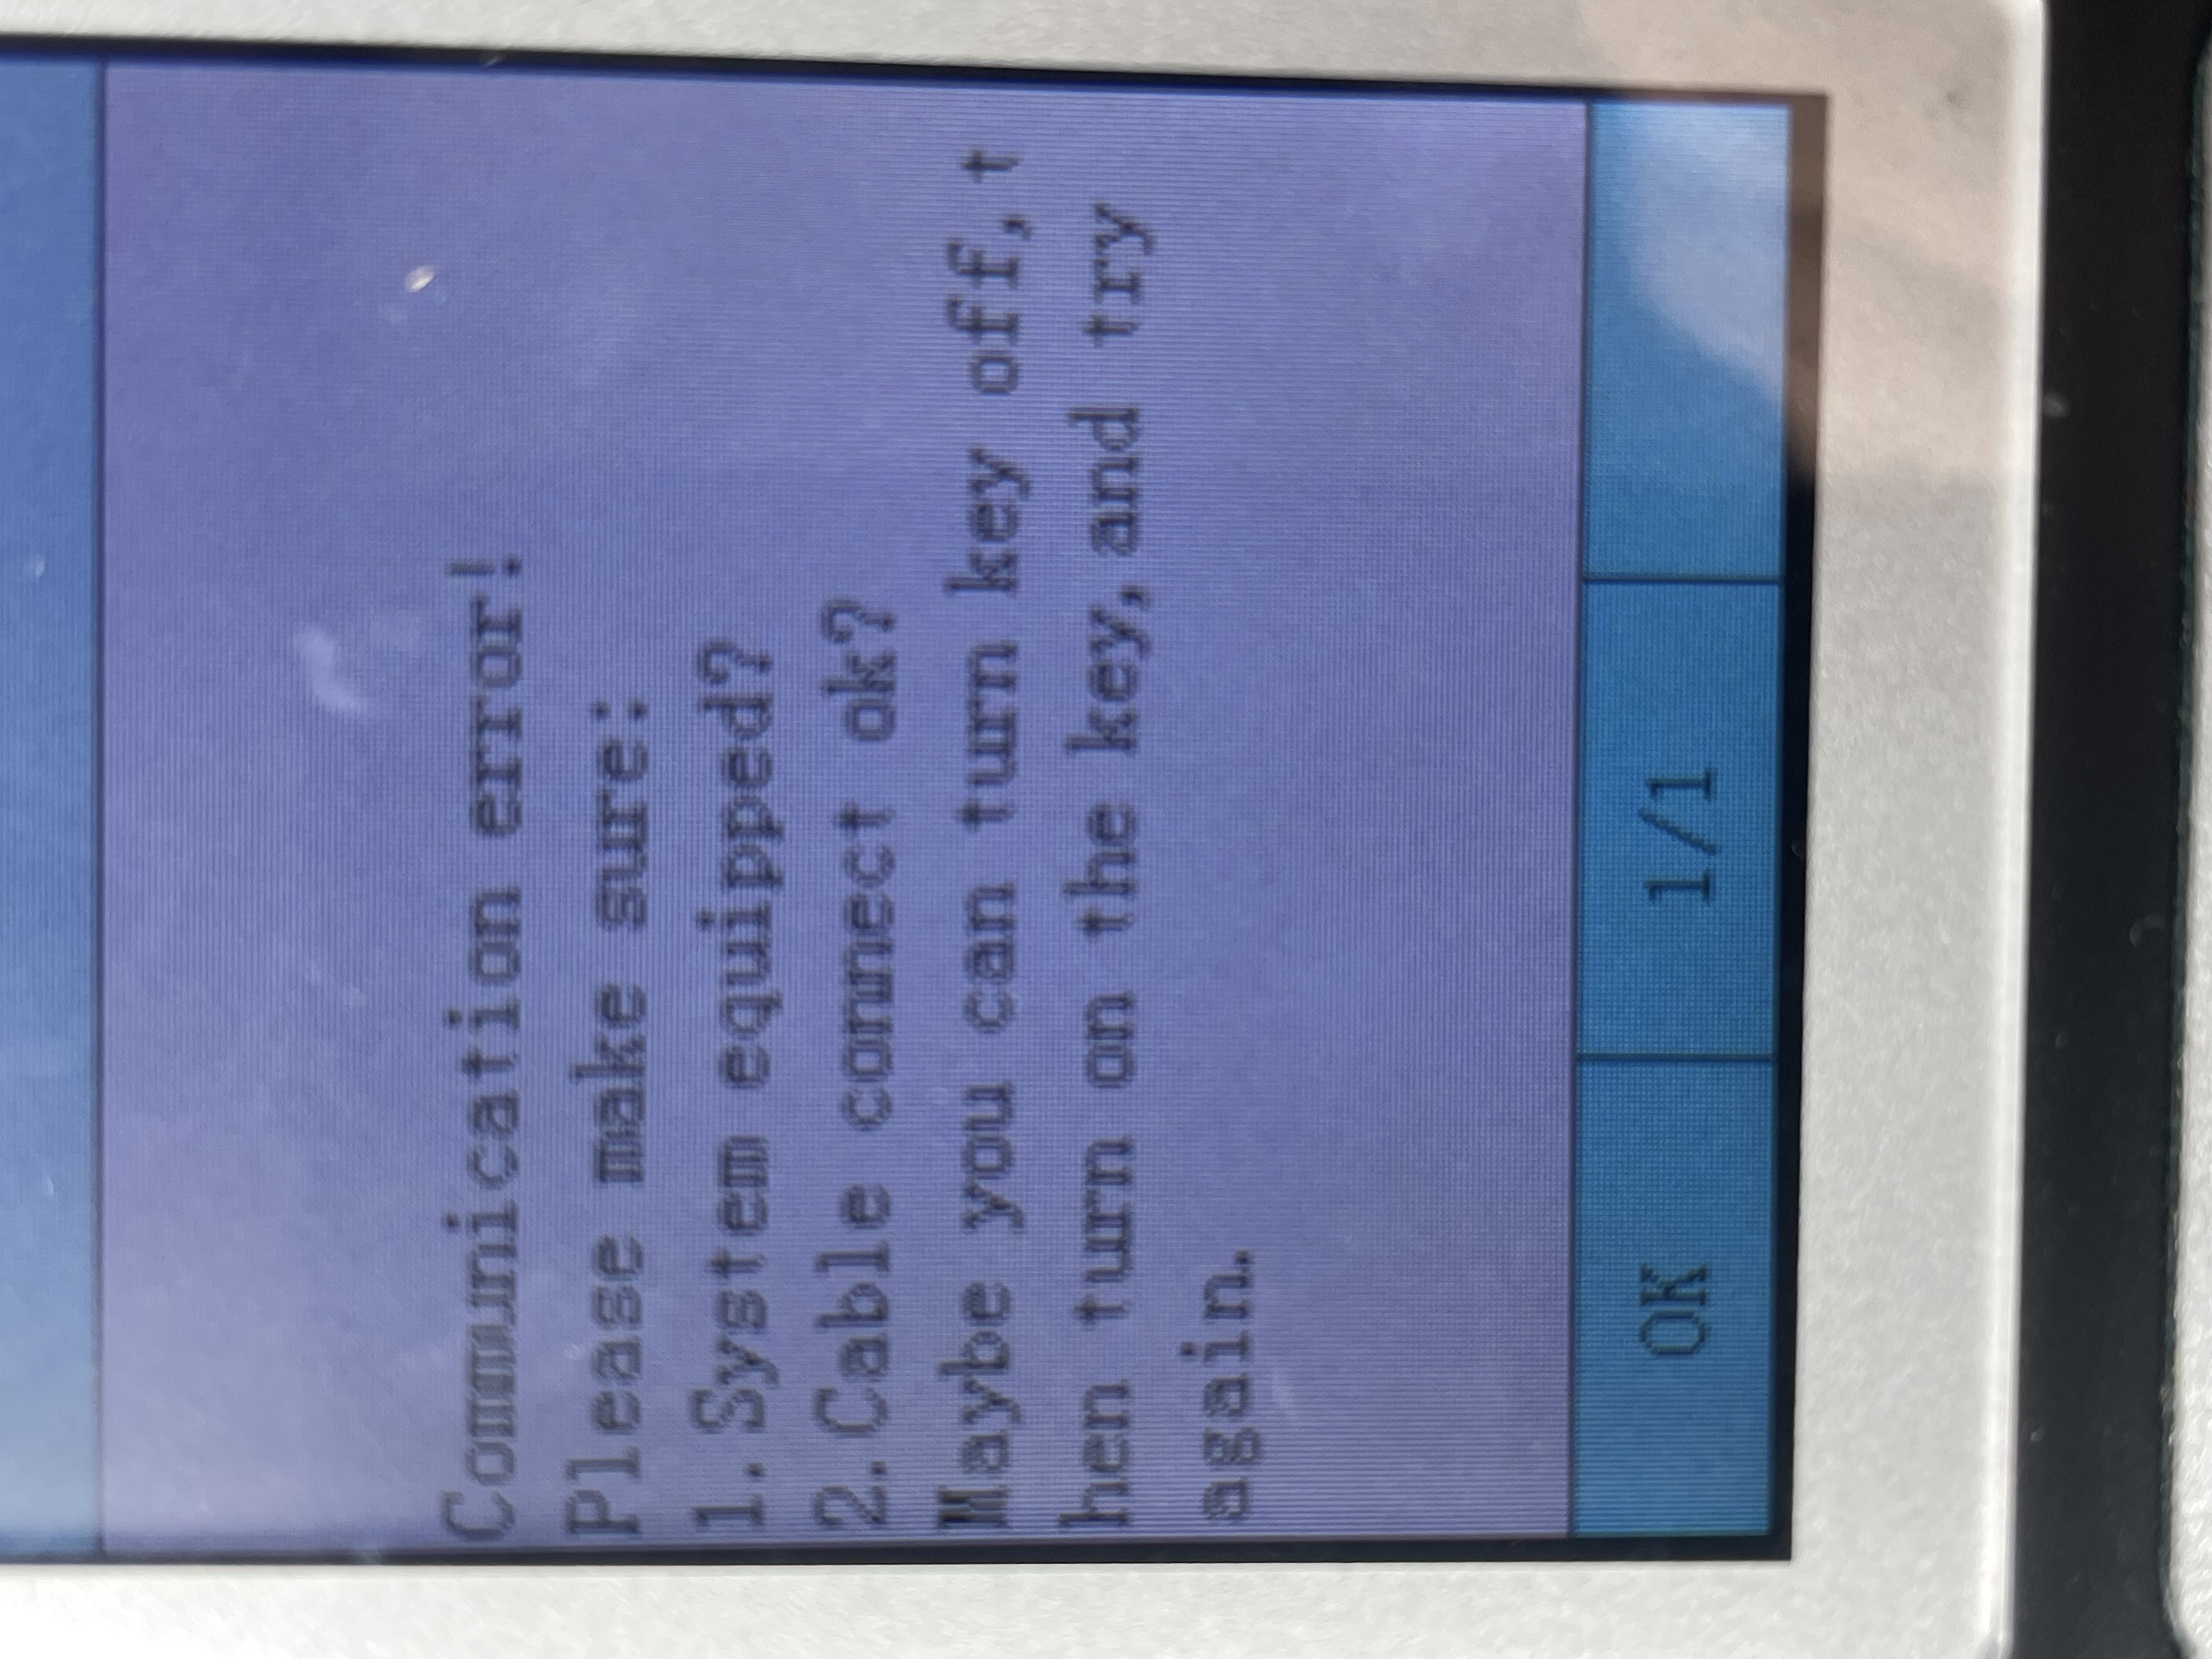 Communication error!
Please make sure:
1.System equipped?
2.Cable connect ok?
Maybe you can turn key off, t
hen turn on the key, and try
again.
OK
1/1